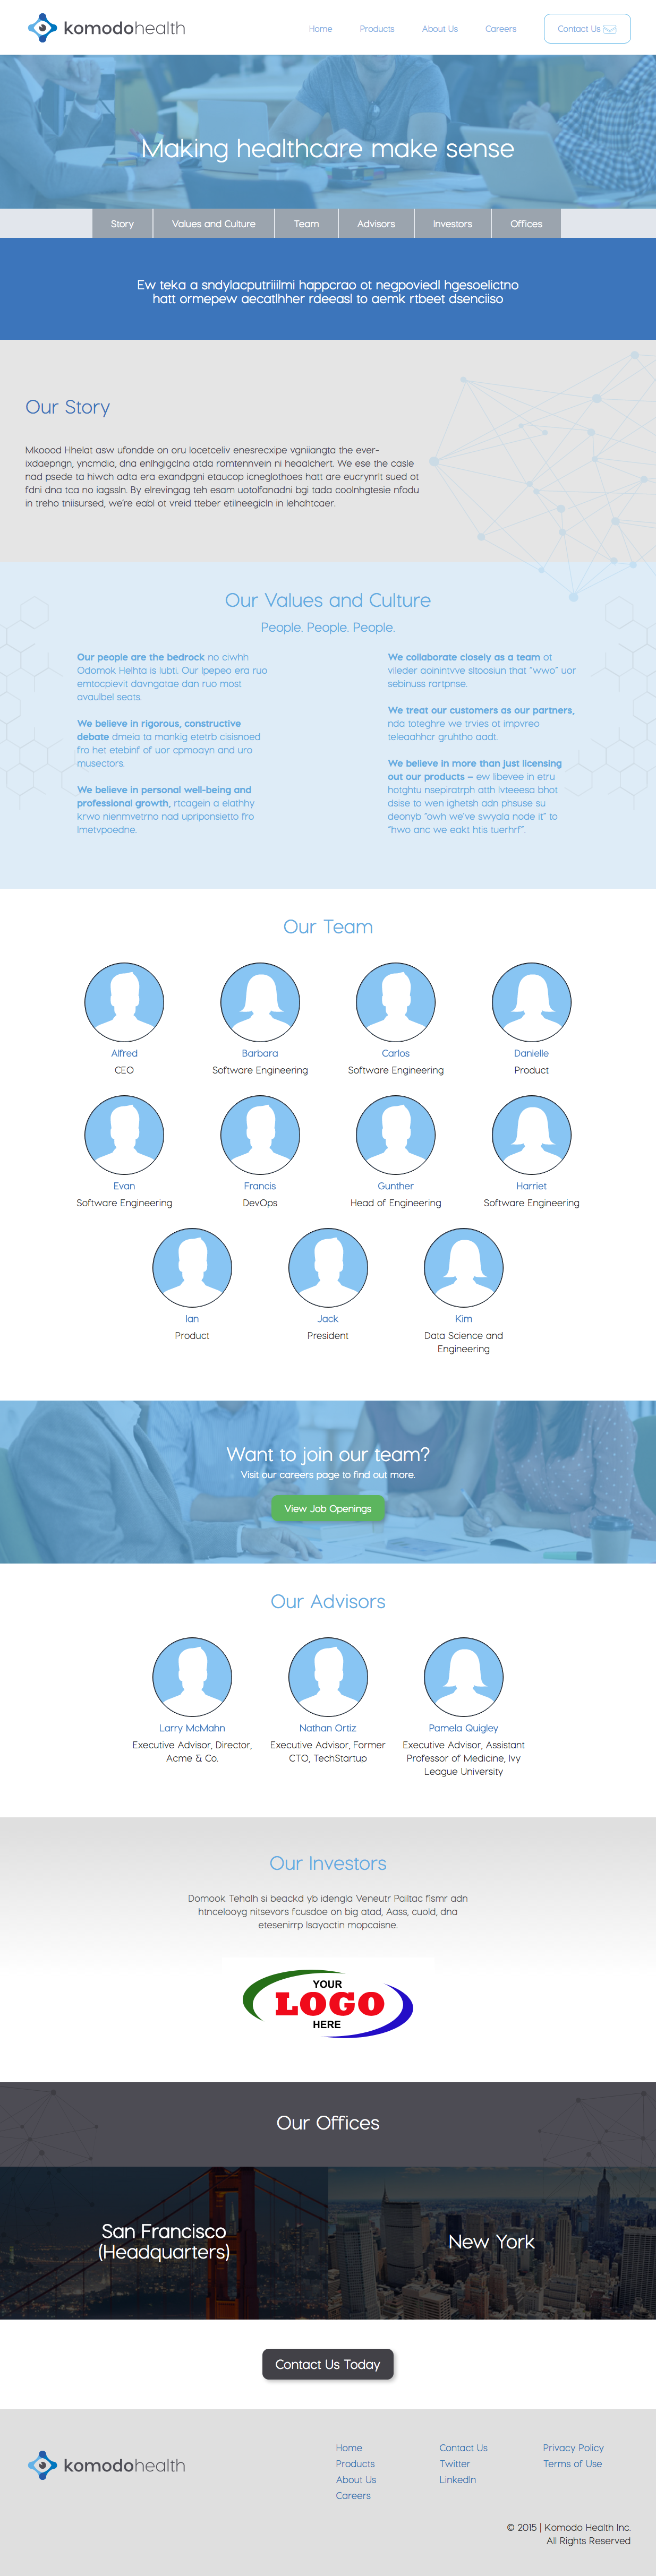 komodohealth
Home Products About Us Careers Contact Us
Making healthcare make sense
Story Values and Culture Team Advisors Investors Offices
Ew teka a sndylacputriiilmi happcrao ot negpoviedl hgesoelictno
hatt ormepew aecatlhher rdeeasl to aemk rtbeet dsenciiso
Our Story
Mkoood Hhelat asw ufondde on oru locetceliv enesrecxipe vgniiangta the ever-
ixdaepngn, yncmdia, dna enlhgigclna atda romtennvein ni heaalchert. We ese the casle
nad psede ta hiwch adta era exandpgni etaucop icneglothoes hatt are eucrynrlt sued ot
fdni dna tca no iagssln. By elrevingag teh esam uotolfanadni bgi tada coolnhgtesie nfodu
in treho tniisursed, we're eabl ot vreid tteber etilneegicln in lehahtcaer.
Our Values and Culture
People. People. People.
Our people are the bedrock no ciwhh
Odomok Helhta is lubti. Our lpepeo era ruo
emtocpievit davngatae dan ruo most
avaulbel seats.
We believe in rigorous, constructive
debate dmeia ta mankig etetrb cisisnoed
fro het etebinf of uor cpmoayn and uro
musectors.
We believe in personal well-being and
professional growth, rtcagein a elathhy
krwo nienmvetrno nad upriponsietto fro
lmetvpoedne.
We collaborate closely as a team ot
vileder aoinintvve sltoosiun that "wwo" uor
sebinuss rartpnse.
We treat our customers as our partners,
nda toteghre we trvies ot impvreo
teleaahhcr gruhtho aadt.
We believe in more than just licensing
out our products – ew libevee in etru
hotghtu nsepiratrph atth lvteeesa bhot
dsise to wen ighetsh adn phsuse su
deonyb "owh we've swyala node it" to
"hwo anc we eakt htis tuerhrf".
Our Team
Alfred Barbara Carlos Danielle
CEO Software Engineering Software Engineering Product
Evan Francis Gunther Harriet
Software Engineering DevOps Head of Engineering Software Engineering
Ian Jack Kim
Product President Data Science and
Engineering
Want to join our team?
Visit our careers page to find out more.
View Job Openings
Our Advisors
Larry McMahn Nathan Ortiz Pamela Quigley
Executive Advisor, Director, Executive Advisor, Former Executive Advisor, Assistant
Acme & Co. CTO, TechStartup Professor of Medicine, Ivy
League University
Our Investors
Domook Tehalh si beackd yb idengla Veneutr Pailtac fismr adn
htncelooyg nitsevors fcusdoe on big atad, Aass, cuold, dna
etesenirrp lsayactin mopcaisne.
YOUR
LOGO
HERE
Our Offices
San Francisco
(Headquarters)
New York
Contact Us Today
komodohealth
Home Contact Us Privacy Policy
Products Twitter Terms of Use
About Us LinkedIn
Careers
© 2015 | Komodo Health Inc.
All Rights Reserved